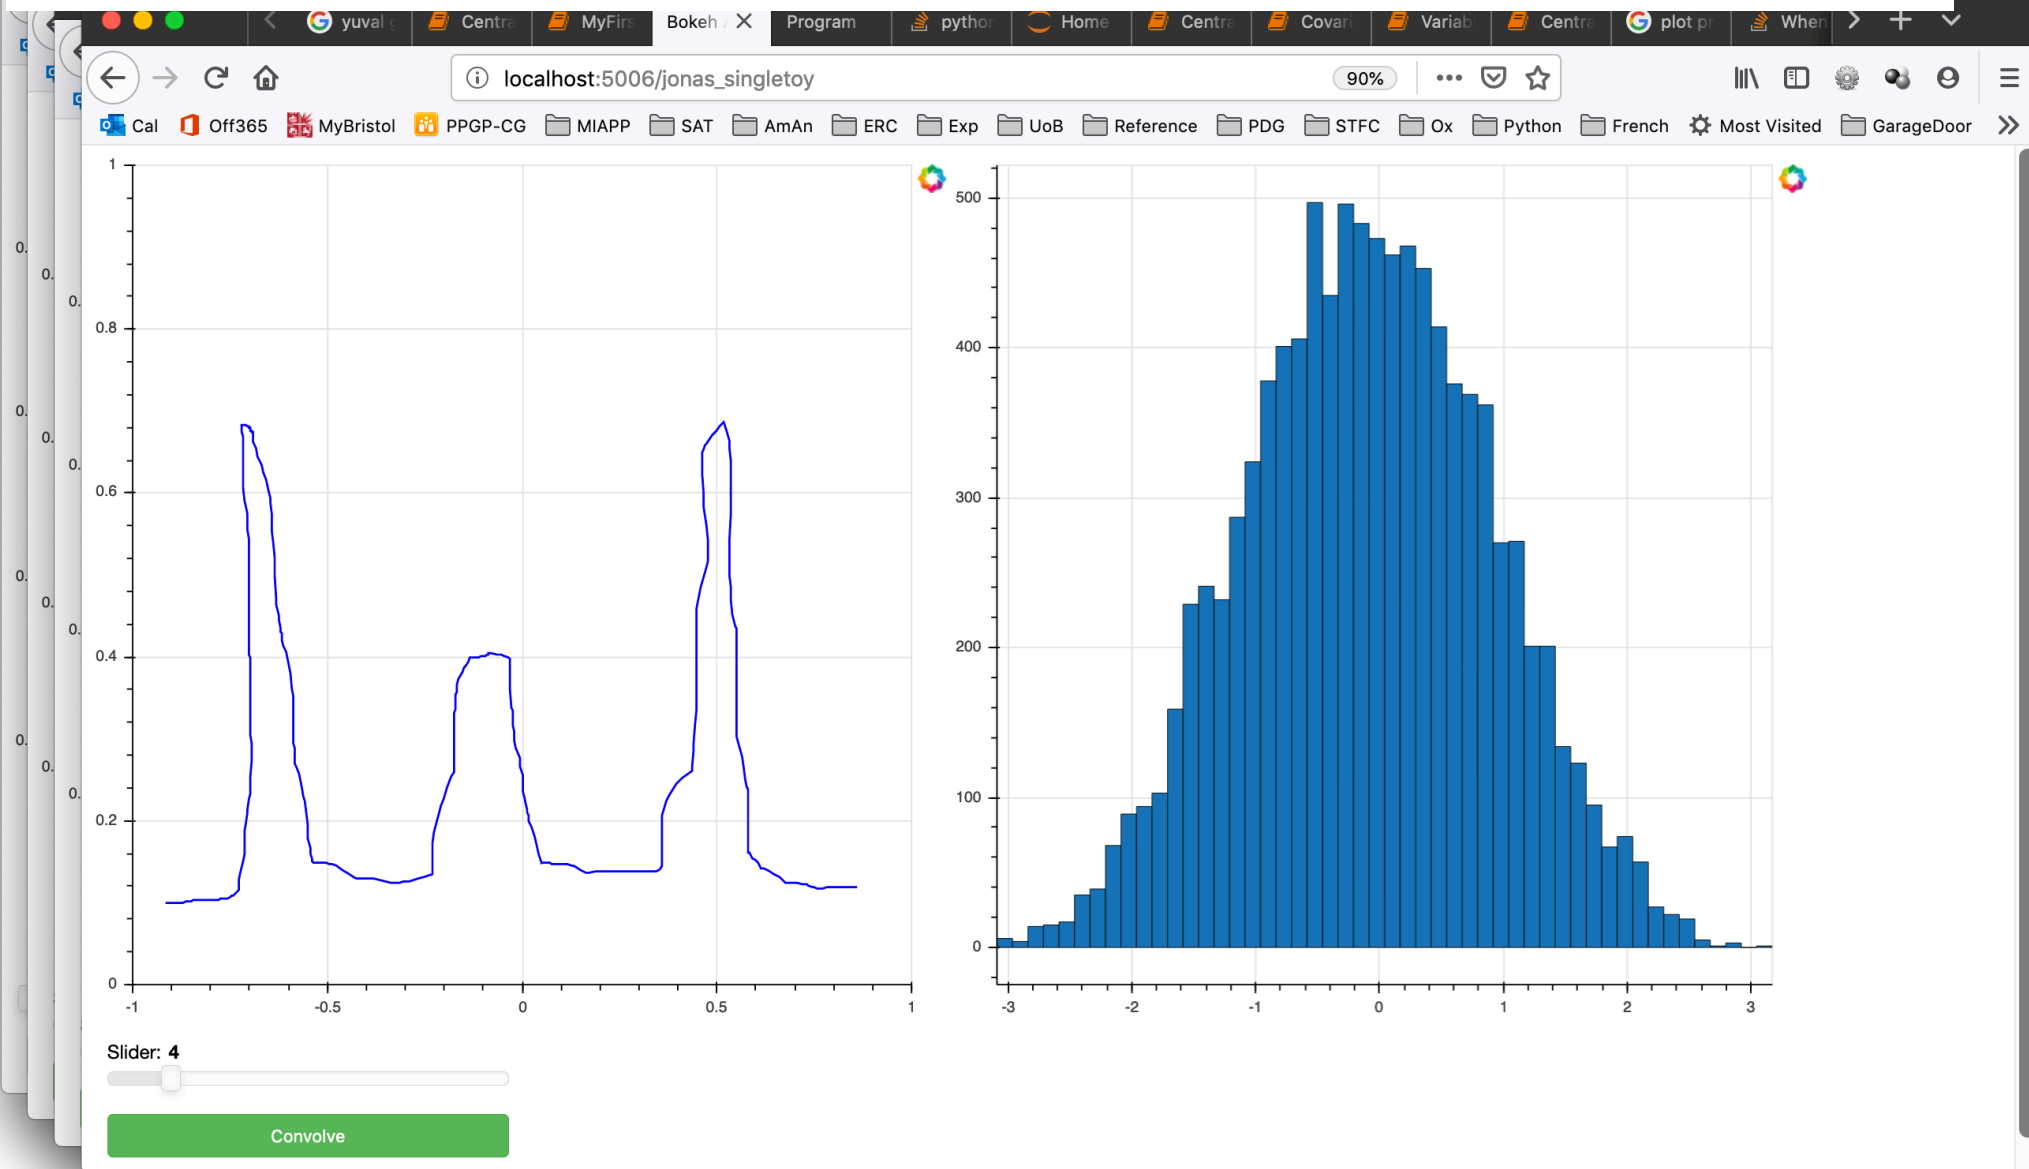 yuval Centra MyFirs Bokeh Program python Home Centra Covari Variab Centra plot pr When
localhost:5006/jonas_singletoy 90%
Cal Off365 MyBristol PPGP-CG MIAPP SAT AmAn ERC Exp UoB Reference PDG STFC Ox Python French Most Visited GarageDoor
1
0.8
0.6
0.4
0.2
0
-1 -0.5 0 0.5 1
500
400
300
200
100
0
-3 -2 -1 0 1 2 3
Slider: 4
Convolve